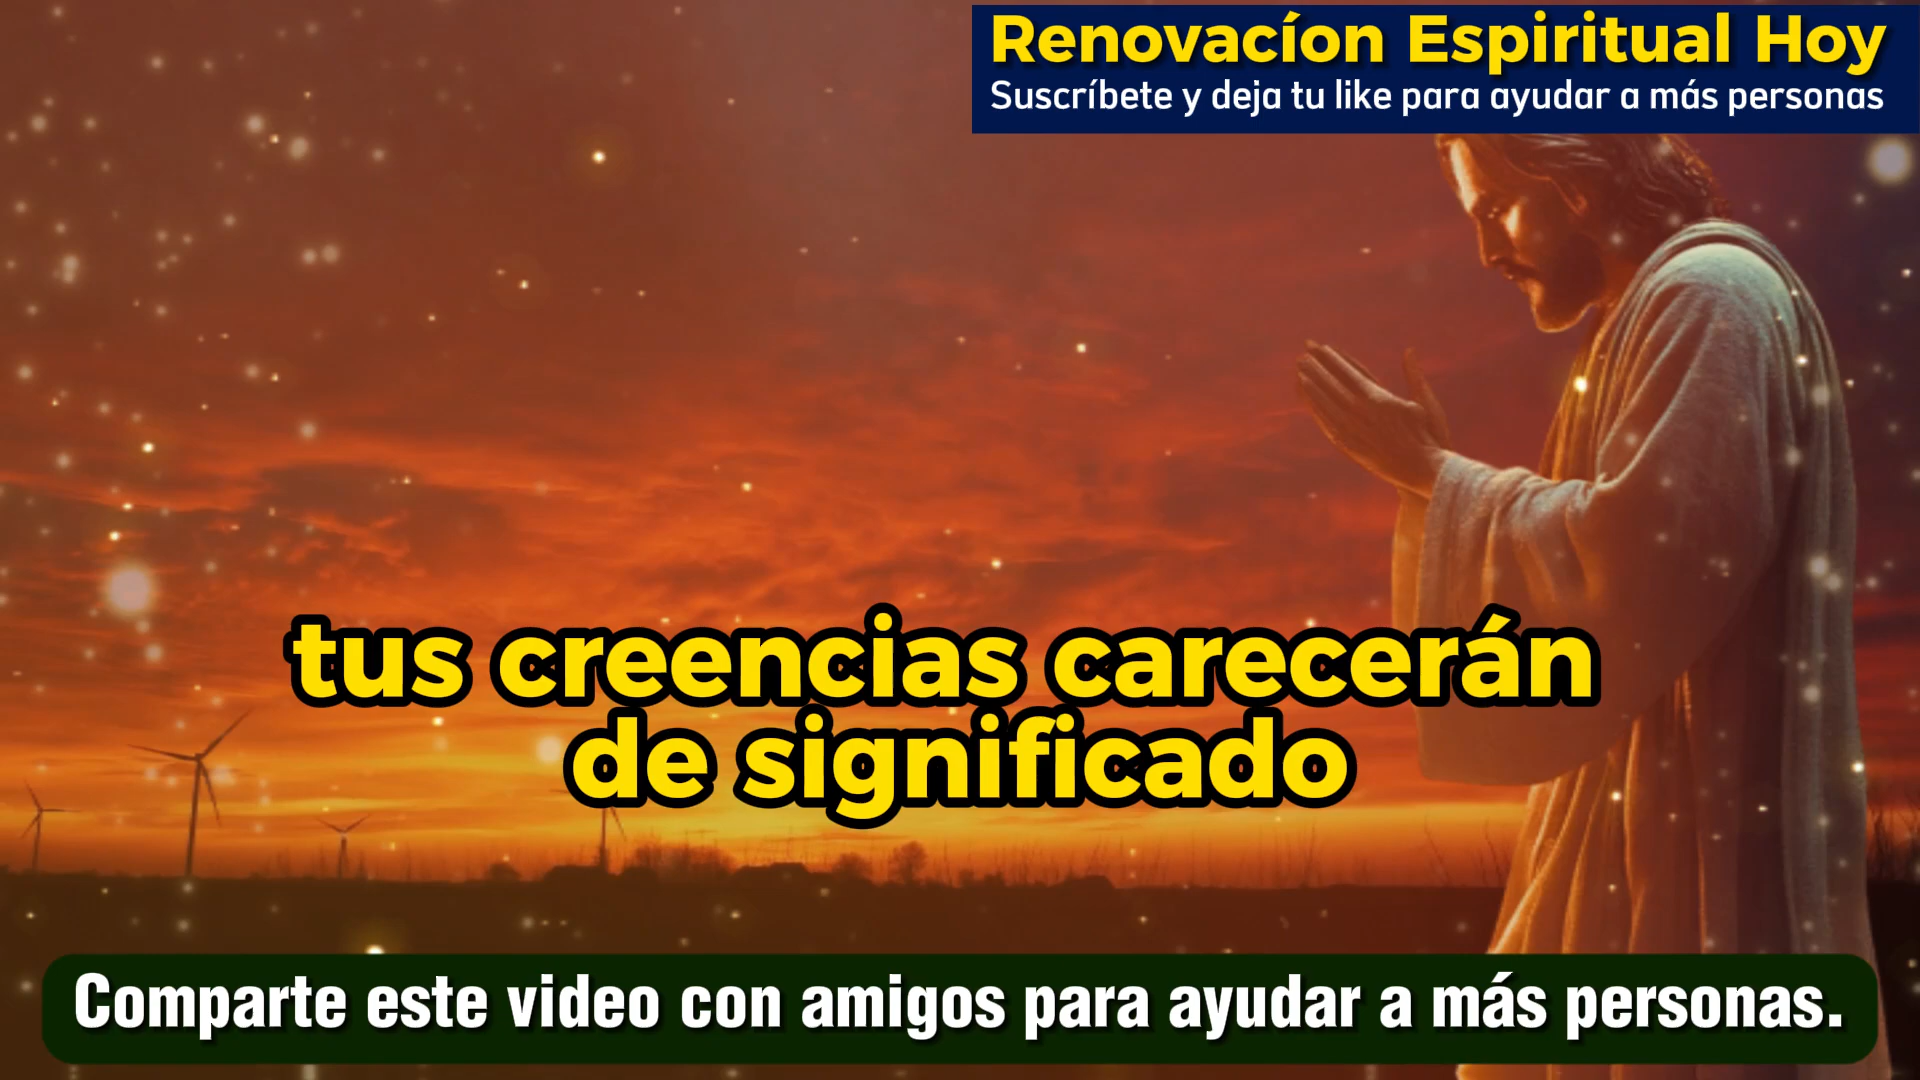 Renovacíon Espiritual Hoy
Suscríbete y deja tu like para ayudar a más personas
tus creencias carecerán
de significado
Comparte este video con amigos para ayudar a más personas.